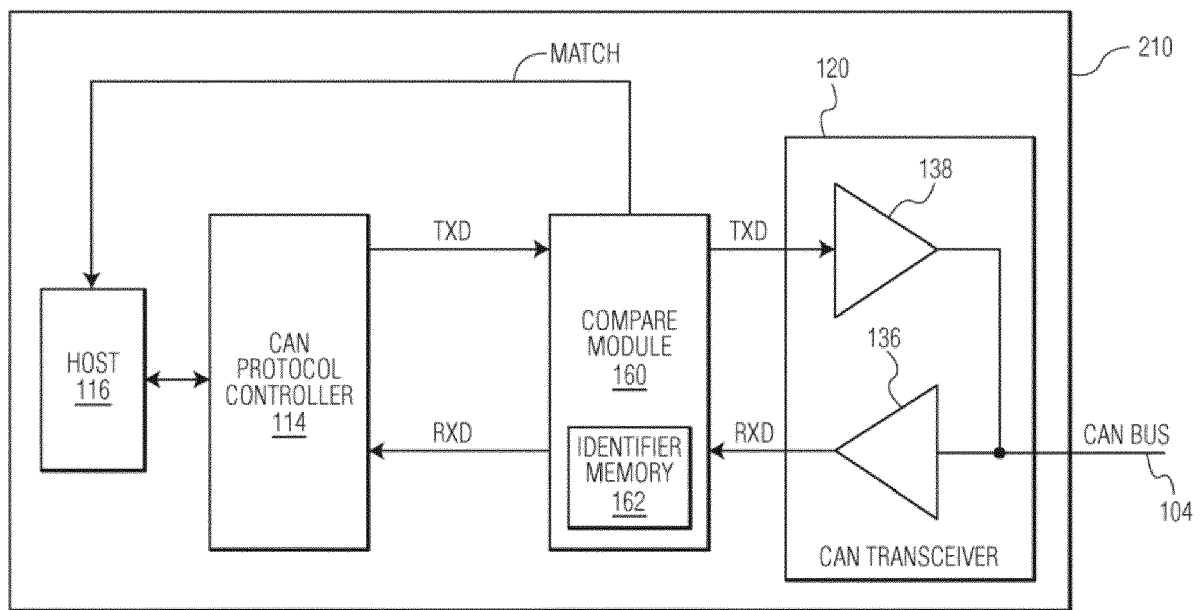 MATCH
210
120
138
TXD
TXD
HOST
116
CAN
PROTOCOL
CONTROLLER
114
COMPARE
MODULE
160
136
RXD
RXD
CAN BUS
IDENTIFIER
MEMORY
162
104
CAN TRANSCEIVER